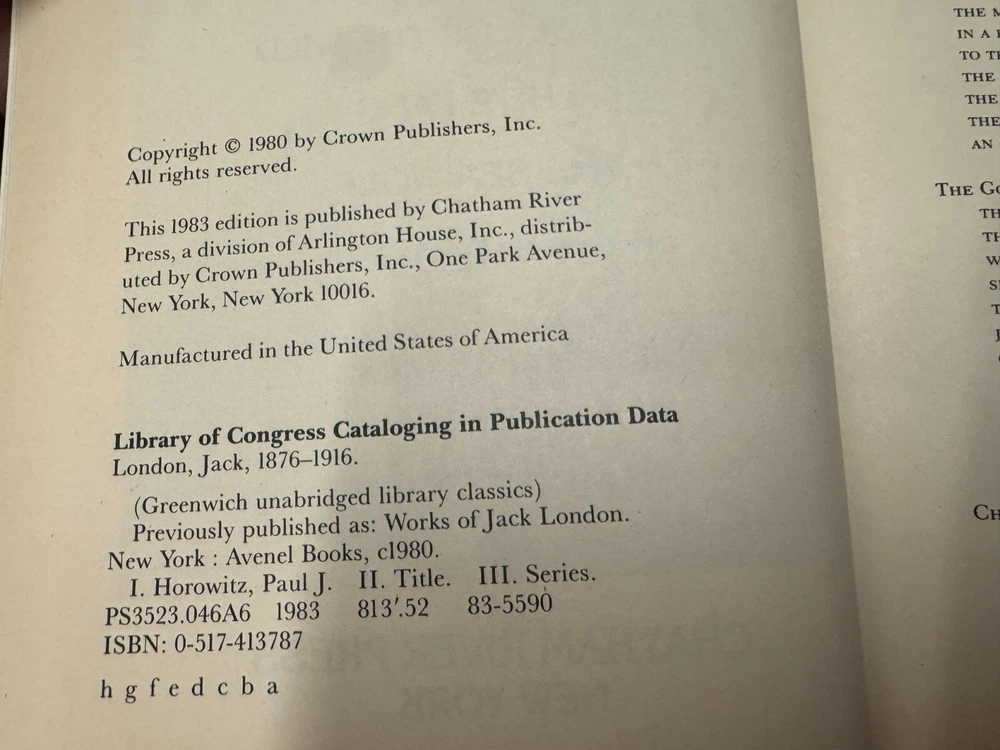 Copyright © 1980 by Crown Publishers, Inc.
All rights reserved.
This 1983 edition is published by Chatham River
Press, a division of Arlington House, Inc., distrib-
uted by Crown Publishers, Inc., One Park Avenue,
New York, New York 10016.
Manufactured in the United States of America
Library of Congress Cataloging in Publication Data
London, Jack, 1876–1916.
(Greenwich unabridged library classics)
Previously published as: Works of Jack London.
New York : Avenel Books, c1980.
I. Horowitz, Paul J. II. Title. III. Series.
PS3523.046A6 1983 813′.52 83-5590
ISBN: 0-517-413787
h g f e d c b a
THE
IN A
TO
THE
THE
THE
AN
THE